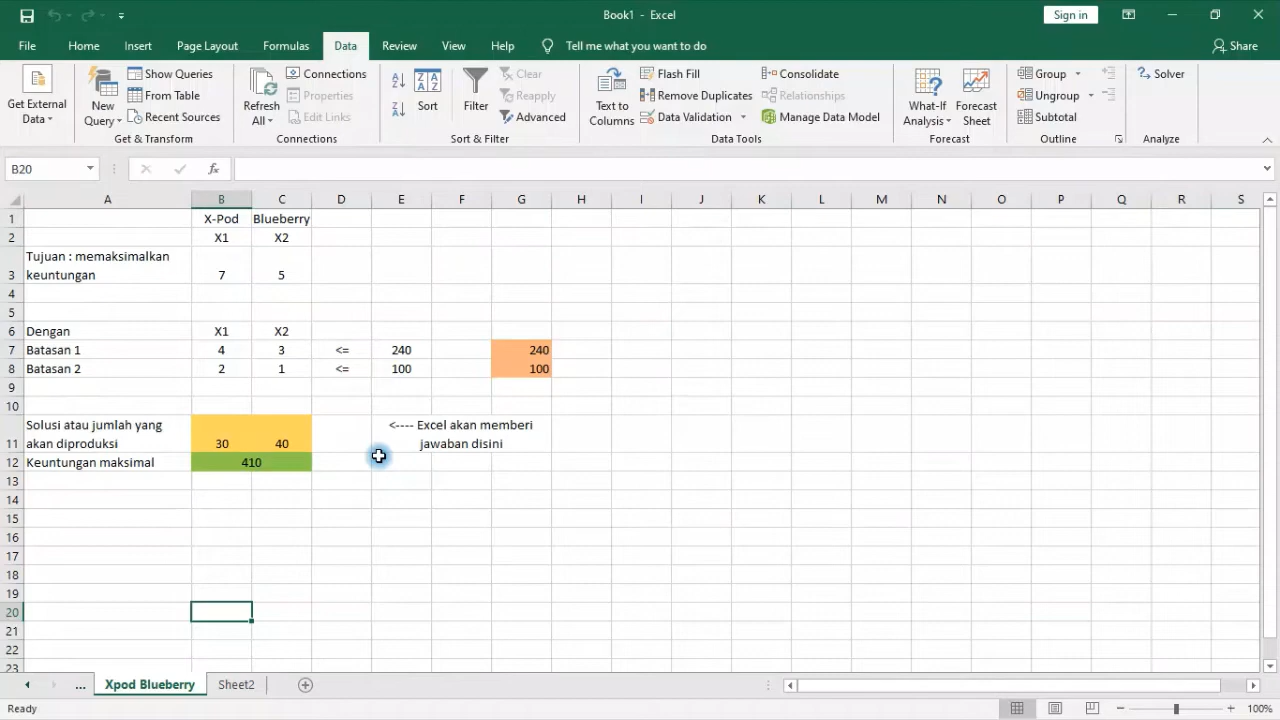 Book1 - Excel
Sign in
File Home Insert Page Layout Formulas Data Review View Help Tell me what you want to do Share
Get External Data
New Query
Show Queries
From Table
Recent Sources
Get & Transform
Refresh All
Connections
Properties
Edit Links
Connections
Sort
Filter
Clear
Reapply
Advanced
Sort & Filter
Text to Columns
Flash Fill
Remove Duplicates
Data Validation
Consolidate
Relationships
Manage Data Model
Data Tools
What-If Analysis
Forecast Sheet
Forecast
Group
Ungroup
Subtotal
Outline
Solver
Analyze
B20
fx
A B C D E F G H I J K L M N O P Q R S
1 X-Pod Blueberry
2 X1 X2
Tujuan : memaksimalkan
3 keuntungan 7 5
4
5
6 Dengan X1 X2
7 Batasan 1 4 3 <= 240 240
8 Batasan 2 2 1 <= 100 100
9
10
Solusi atau jumlah yang <---- Excel akan memberi
11 akan diproduksi 30 40 jawaban disini
12 Keuntungan maksimal 410
13
14
15
16
17
18
19
20
21
22
23
... Xpod Blueberry Sheet2
Ready 100%